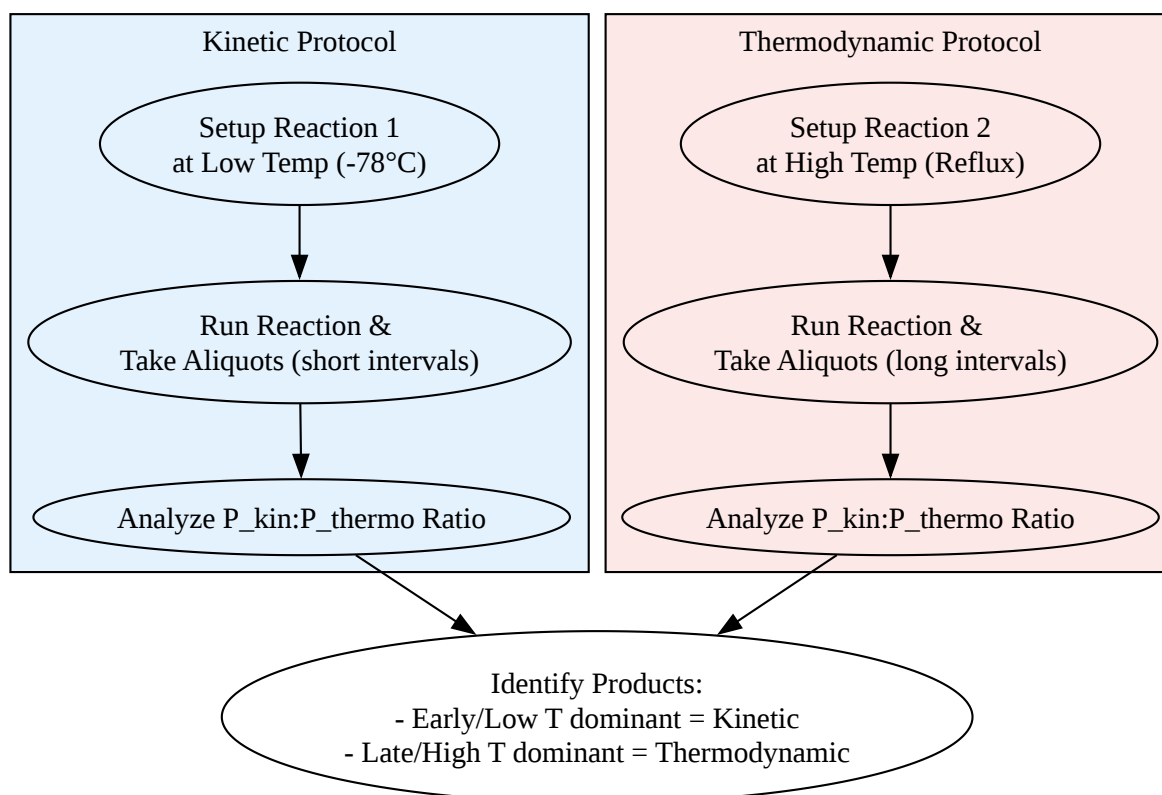 Kinetic Protocol
Setup Reaction 1
at Low Temp (-78°C)
Run Reaction &
Take Aliquots (short intervals)
Analyze P_kin:P_thermo Ratio
Thermodynamic Protocol
Setup Reaction 2
at High Temp (Reflux)
Run Reaction &
Take Aliquots (long intervals)
Analyze P_kin:P_thermo Ratio
Identify Products:
- Early/Low T dominant = Kinetic
- Late/High T dominant = Thermodynamic